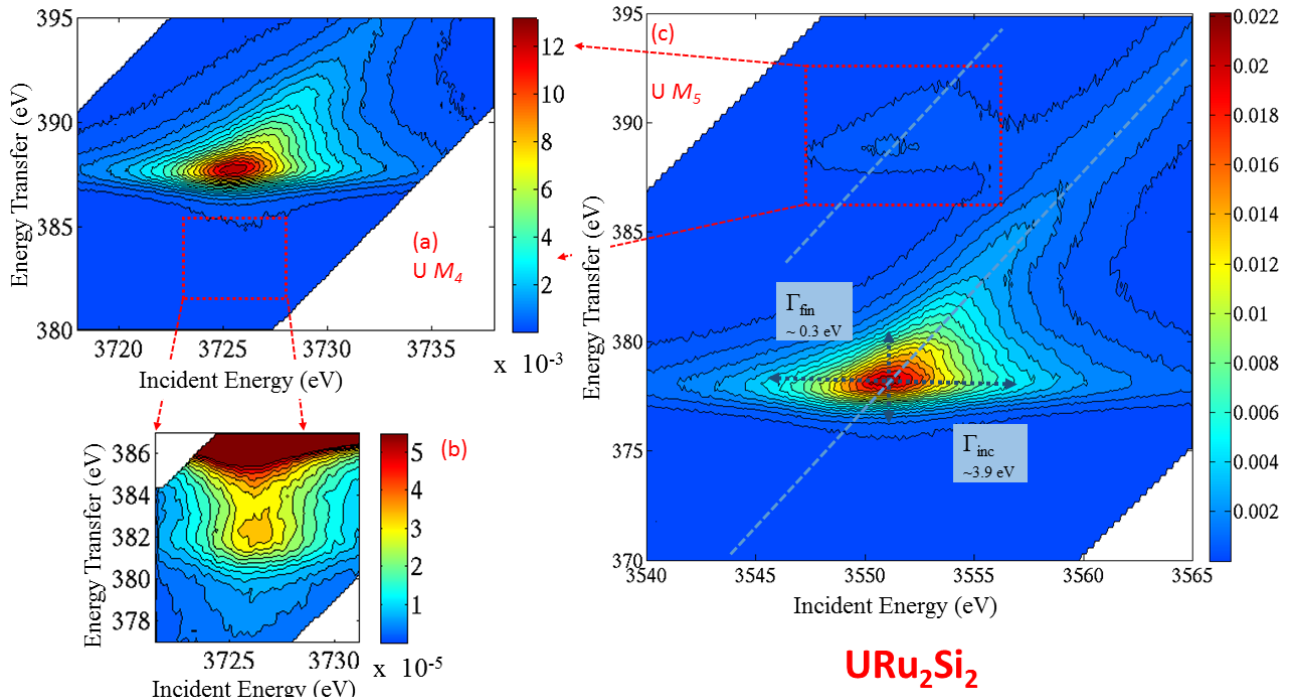 395
390
385
380
Energy Transfer (eV)
3720
3725
3730
3735
Incident Energy (eV)
(a)
U M4
12
10
8
6
4
2
x 10-3
386
384
382
380
378
Energy Transfer (eV)
3725
3730
Incident Energy (eV)
5
4
3
2
1
x 10-5
(b)
395
390
385
380
375
370
Energy Transfer (eV)
(c)
U M5
Γfin
~ 0.3 eV
Γinc
~3.9 eV
3540
3545
3550
3555
3560
3565
Incident Energy (eV)
0.022
0.02
0.018
0.016
0.014
0.012
0.01
0.008
0.006
0.004
0.002
URu2Si2